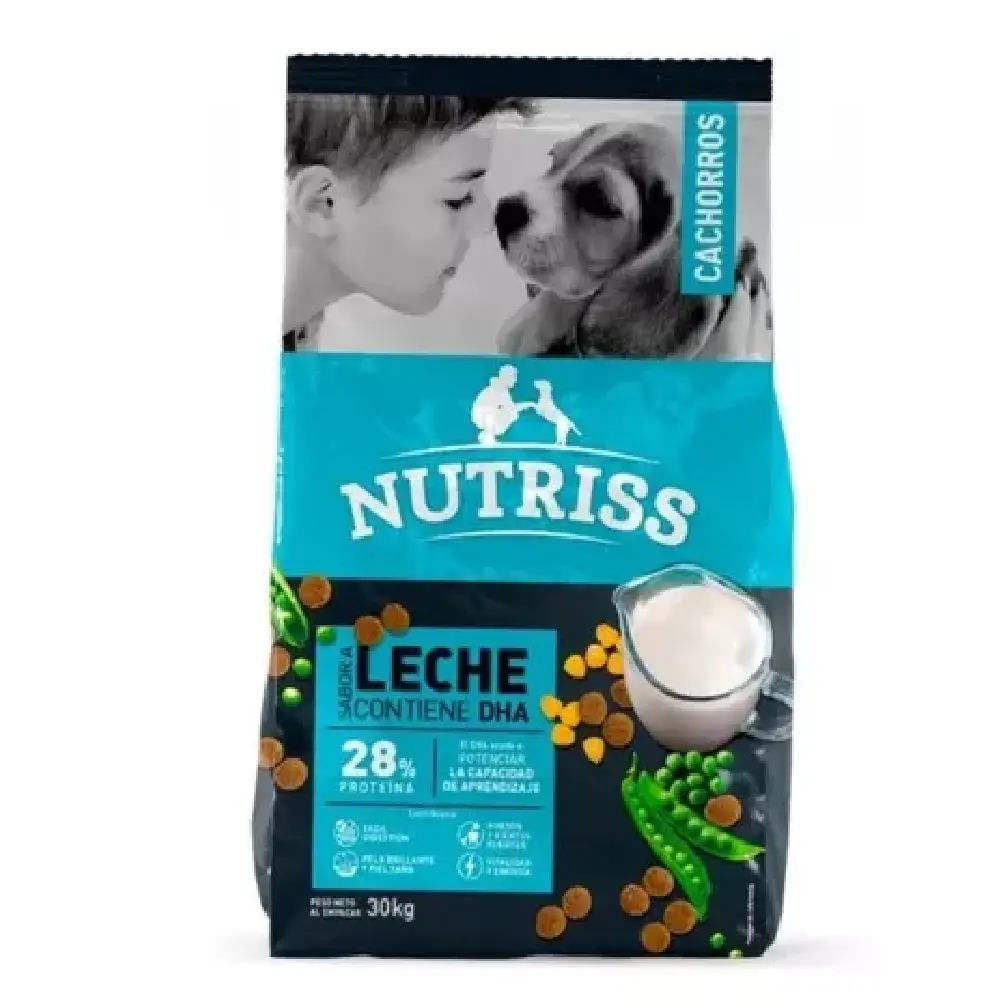 CACHORROS
NUTRISS
SABOR A
LECHE
CONTIENE DHA
28%
PROTEÍNA
El DHA ayuda a
POTENCIAR
LA CAPACIDAD
DE APRENDIZAJE
FÁCIL
DIGESTIÓN
HUESOS
Y DIENTES
FUERTES
PELO BRILLANTE
Y PIEL SANA
VITALIDAD
Y ENERGÍA
PESO NETO
AL EMPACAR 30kg